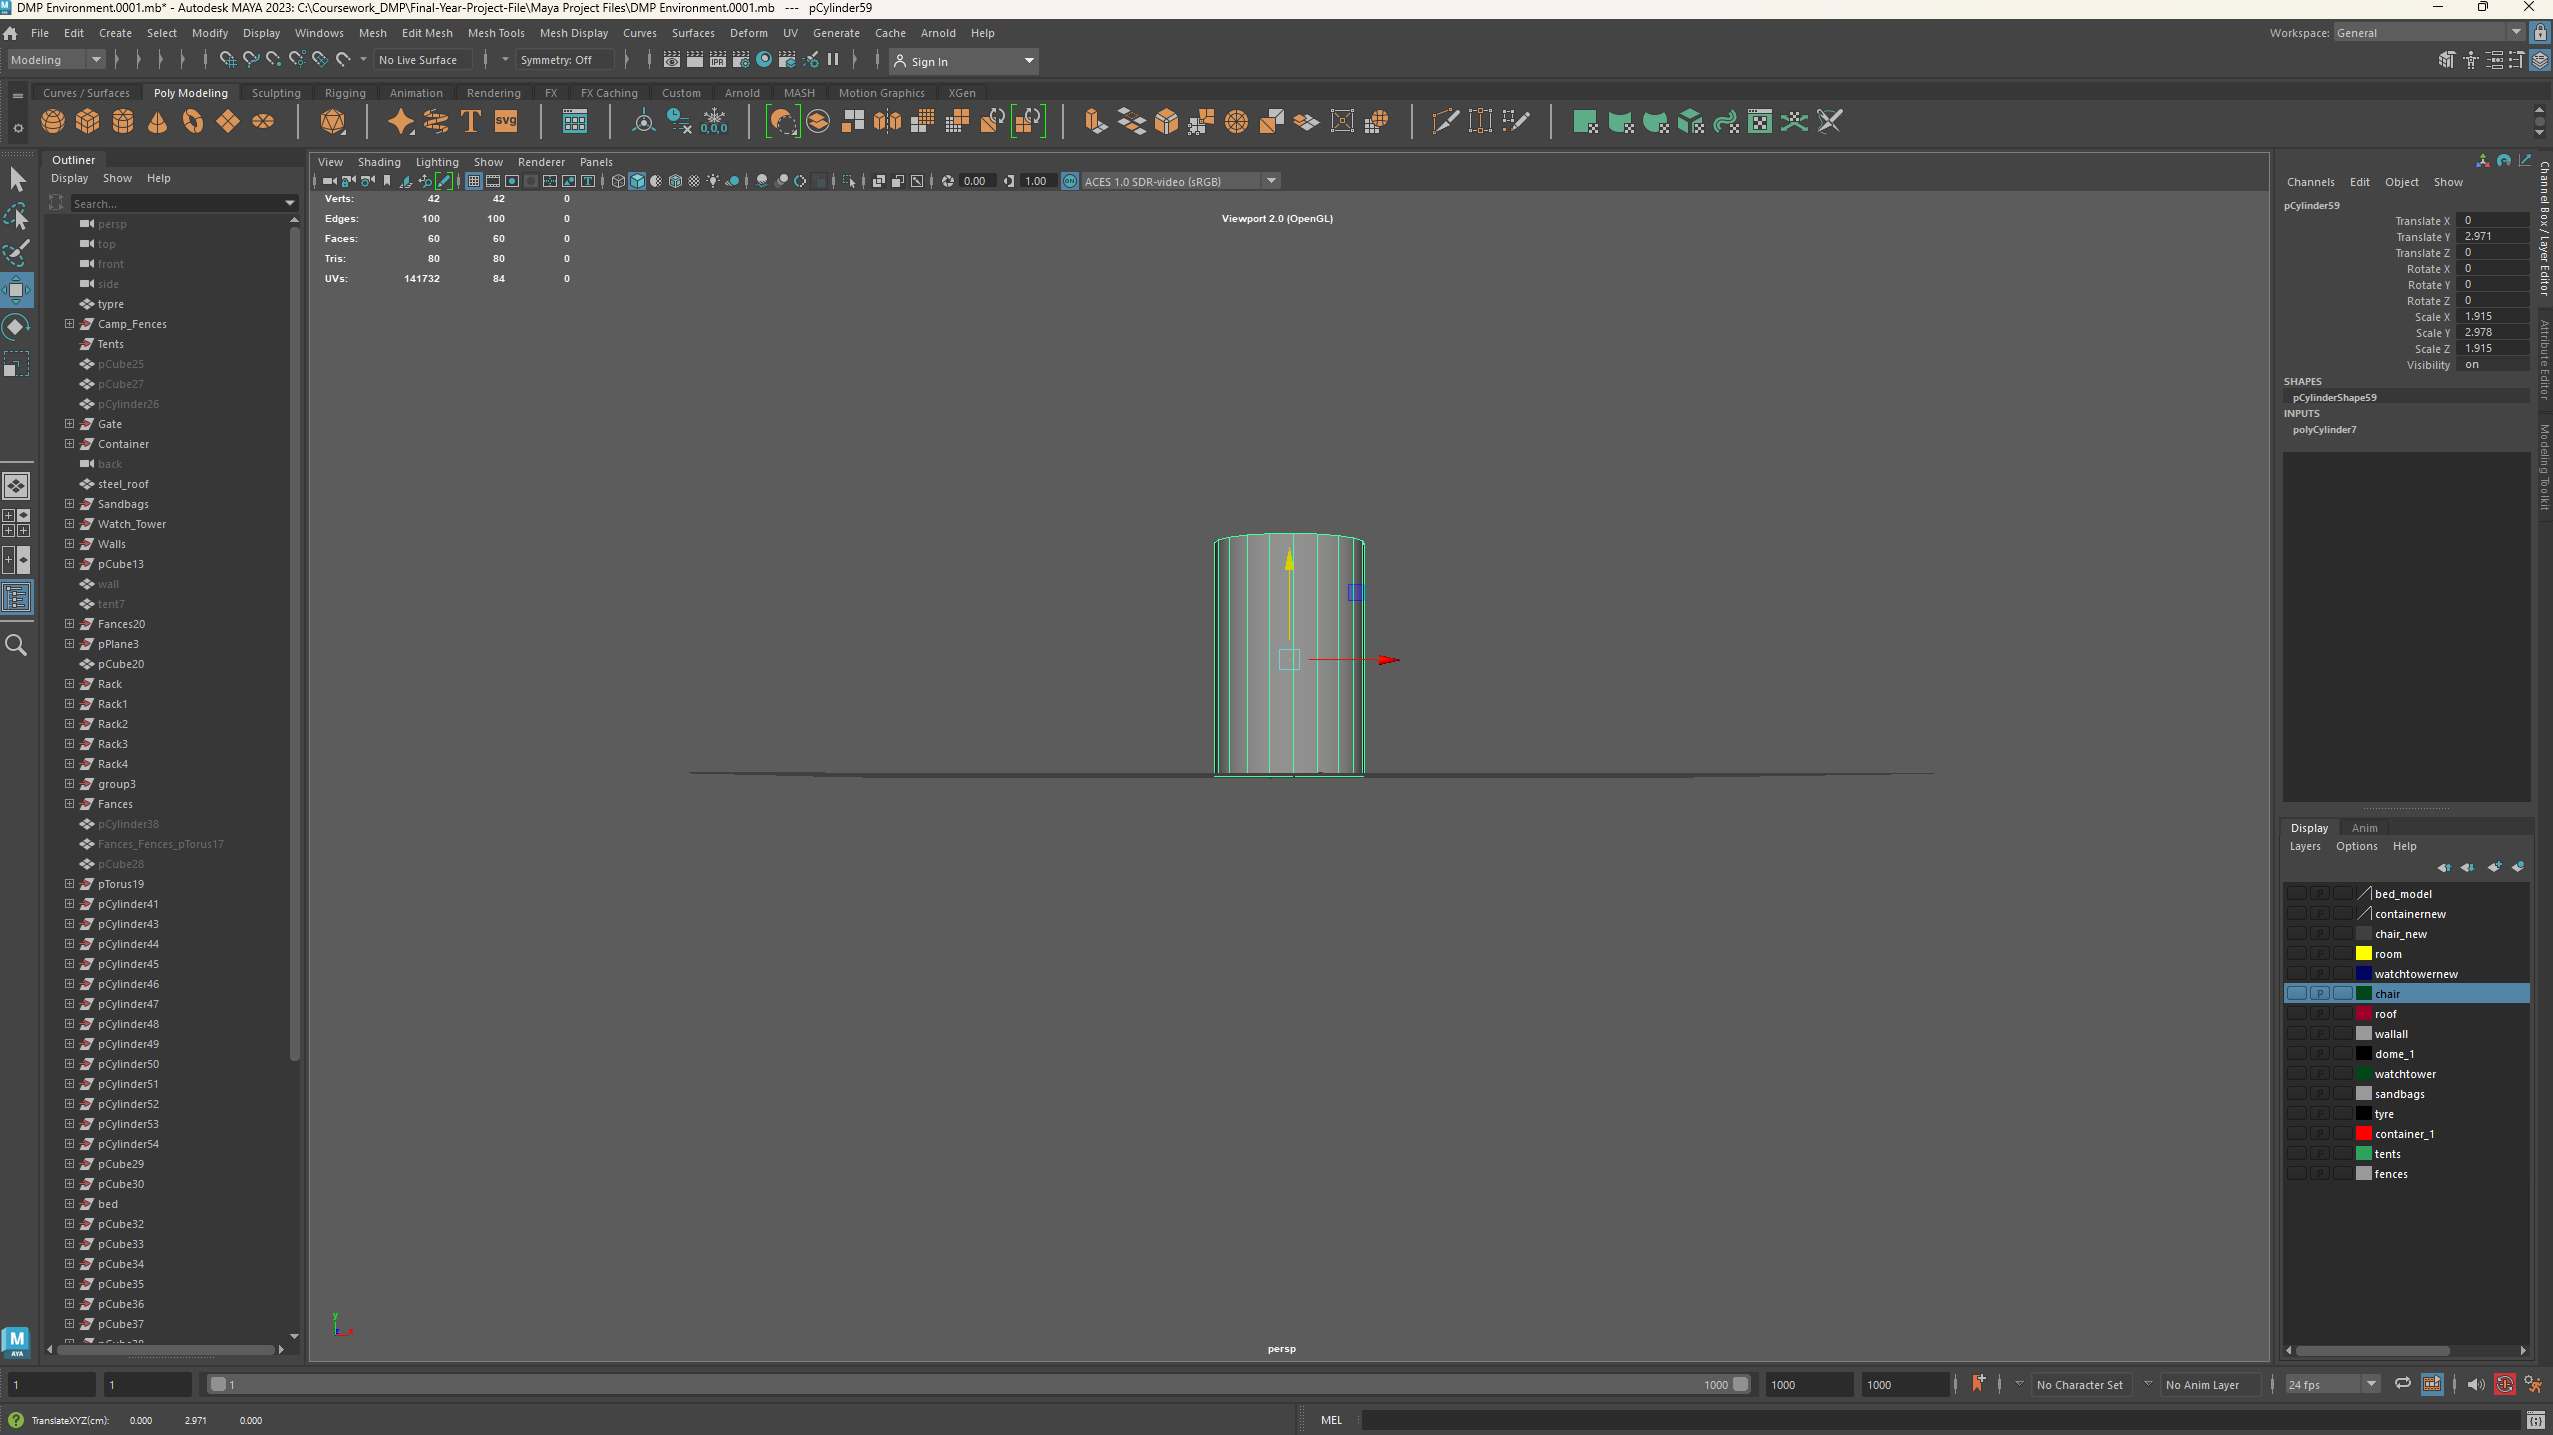 DMP Environment.0001.mb* - Autodesk MAYA 2023: C:\Coursework_DMP\Final-Year-Project-File\Maya Project Files\DMP Environment.0001.mb --- pCylinder59
File Edit Create Select Modify Display Windows Mesh Edit Mesh Mesh Tools Mesh Display Curves Surfaces Deform UV Generate Cache Arnold Help
Workspace: General
Modeling
No Live Surface
Symmetry: Off
IPR
Sign In
Curves / Surfaces Poly Modeling Sculpting Rigging Animation Rendering FX FX Caching Custom Arnold MASH Motion Graphics XGen
T
svg
0,0,0
Outliner
Display Show Help
Search...
persp
top
front
side
typre
Camp_Fences
Tents
pCube25
pCube27
pCylinder26
Gate
Container
back
steel_roof
Sandbags
Watch_Tower
Walls
pCube13
wall
tent7
Fances20
pPlane3
pCube20
Rack
Rack1
Rack2
Rack3
Rack4
group3
Fances
pCylinder38
Fances_Fences_pTorus17
pCube28
pTorus19
pCylinder41
pCylinder43
pCylinder44
pCylinder45
pCylinder46
pCylinder47
pCylinder48
pCylinder49
pCylinder50
pCylinder51
pCylinder52
pCylinder53
pCylinder54
pCube29
pCube30
bed
pCube32
pCube33
pCube34
pCube35
pCube36
pCube37
View Shading Lighting Show Renderer Panels
0.00
1.00
ON
ACES 1.0 SDR-video (sRGB)
Verts: 42 42 0
Edges: 100 100 0
Faces: 60 60 0
Tris: 80 80 0
UVs: 141732 84 0
Viewport 2.0 (OpenGL)
y
z x
persp
Channels Edit Object Show
pCylinder59
Translate X 0
Translate Y 2.971
Translate Z 0
Rotate X 0
Rotate Y 0
Rotate Z 0
Scale X 1.915
Scale Y 2.978
Scale Z 1.915
Visibility on
SHAPES
pCylinderShape59
INPUTS
polyCylinder7
Channel Box / Layer Editor
Attribute Editor
Modeling Toolkit
Display Anim
Layers Options Help
P bed_model
P containernew
P chair_new
P room
P watchtowernew
P chair
P roof
P wallall
P dome_1
P watchtower
P sandbags
P tyre
P container_1
P tents
P fences
M
AYA
1
1
1
1000
1000
1000
No Character Set
No Anim Layer
24 fps
TranslateXYZ(cm): 0.000 2.971 0.000
MEL